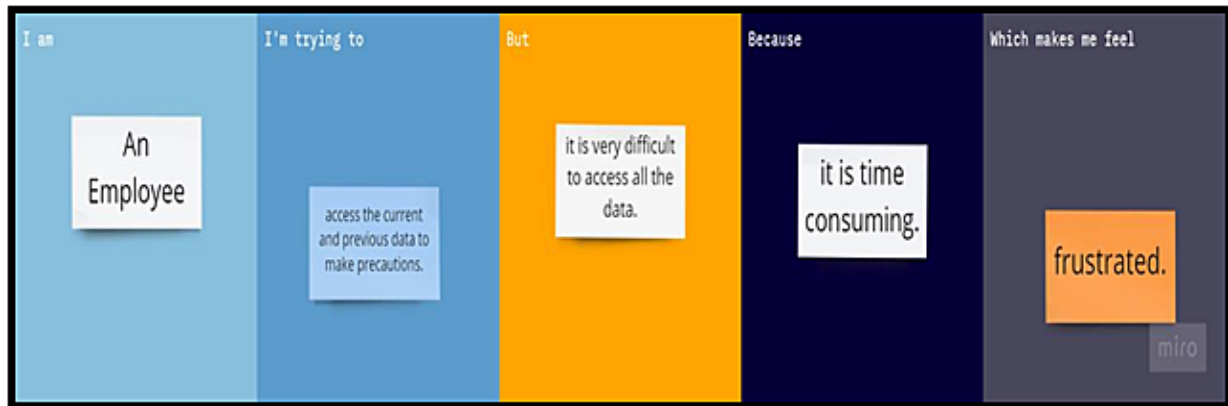 I am
An
Employee
I'm trying to
access the current
and previous data to
make precautions.
But
it is very difficult
to access all the
data.
Because
it is time
consuming.
Which makes me feel
frustrated.
miro